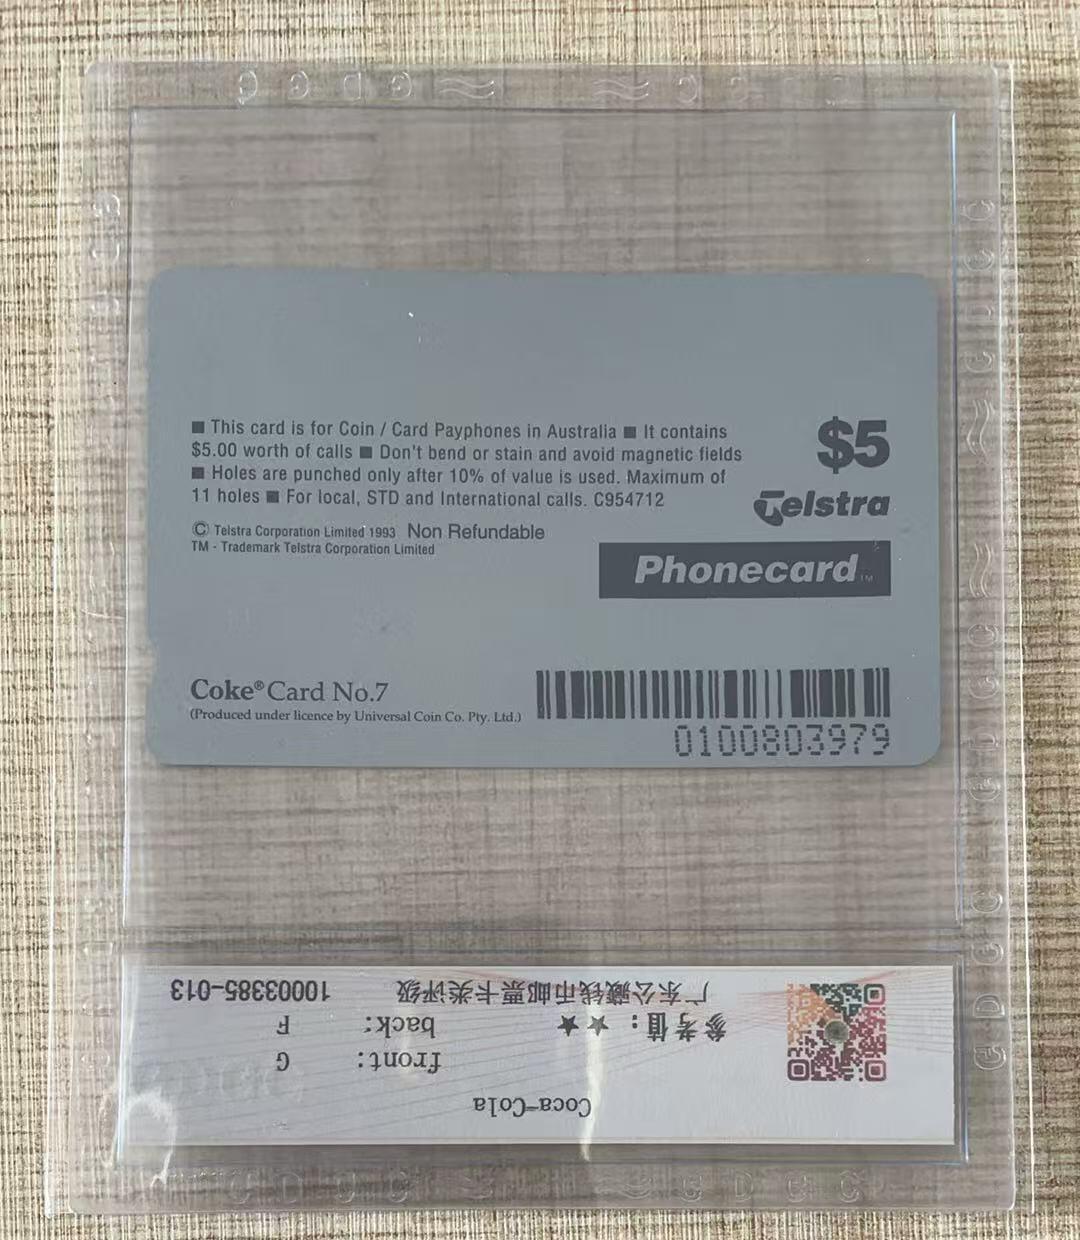 ■ This card is for Coin / Card Payphones in Australia ■ It contains
$5.00 worth of calls ■ Don't bend or stain and avoid magnetic fields
■ Holes are punched only after 10% of value is used. Maximum of
11 holes ■ For local, STD and International calls. C954712
© Telstra Corporation Limited 1993 Non Refundable
TM - Trademark Telstra Corporation Limited
$5
Telstra
Phonecard TM
Coke® Card No.7
(Produced under licence by Universal Coin Co. Pty. Ltd.)
0100803979
Coca-Cola
front: G
参考值：★★ back: F
广东公藏钱币邮票卡类评级 10003385-013